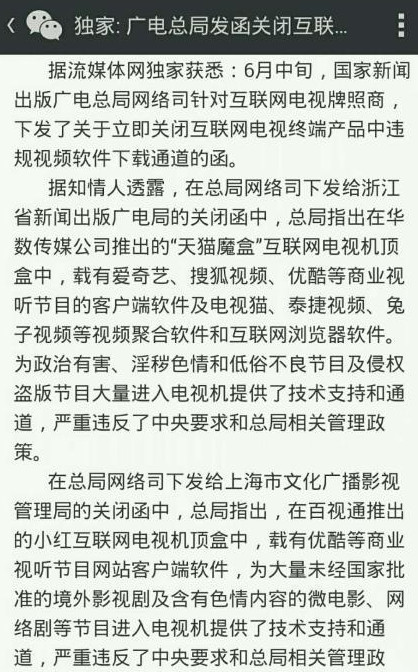 独家: 广电总局发函关闭互联...
据流媒体网独家获悉：6月中旬，国家新闻
出版广电总局网络司针对互联网电视牌照商，
下发了关于立即关闭互联网电视终端产品中违
规视频软件下载通道的函。
据知情人透露，在总局网络司下发给浙江
省新闻出版广电局的关闭函中，总局指出在华
数传媒公司推出的“天猫魔盒”互联网电视机顶
盒中，载有爱奇艺、搜狐视频、优酷等商业视
听节目的客户端软件及电视猫、泰捷视频、兔
子视频等视频聚合软件和互联网浏览器软件。
为政治有害、淫秽色情和低俗不良节目及侵权
盗版节目大量进入电视机提供了技术支持和通
道，严重违反了中央要求和总局相关管理政
策。
在总局网络司下发给上海市文化广播影视
管理局的关闭函中，总局指出，在百视通推出
的小红互联网电视机顶盒中，载有优酷等商业
视听节目网站客户端软件，为大量未经国家批
准的境外影视剧及含有色情内容的微电影、网
络剧等节目进入电视机提供了技术支持和通
道，严重违反了中央要求和总局相关管理政